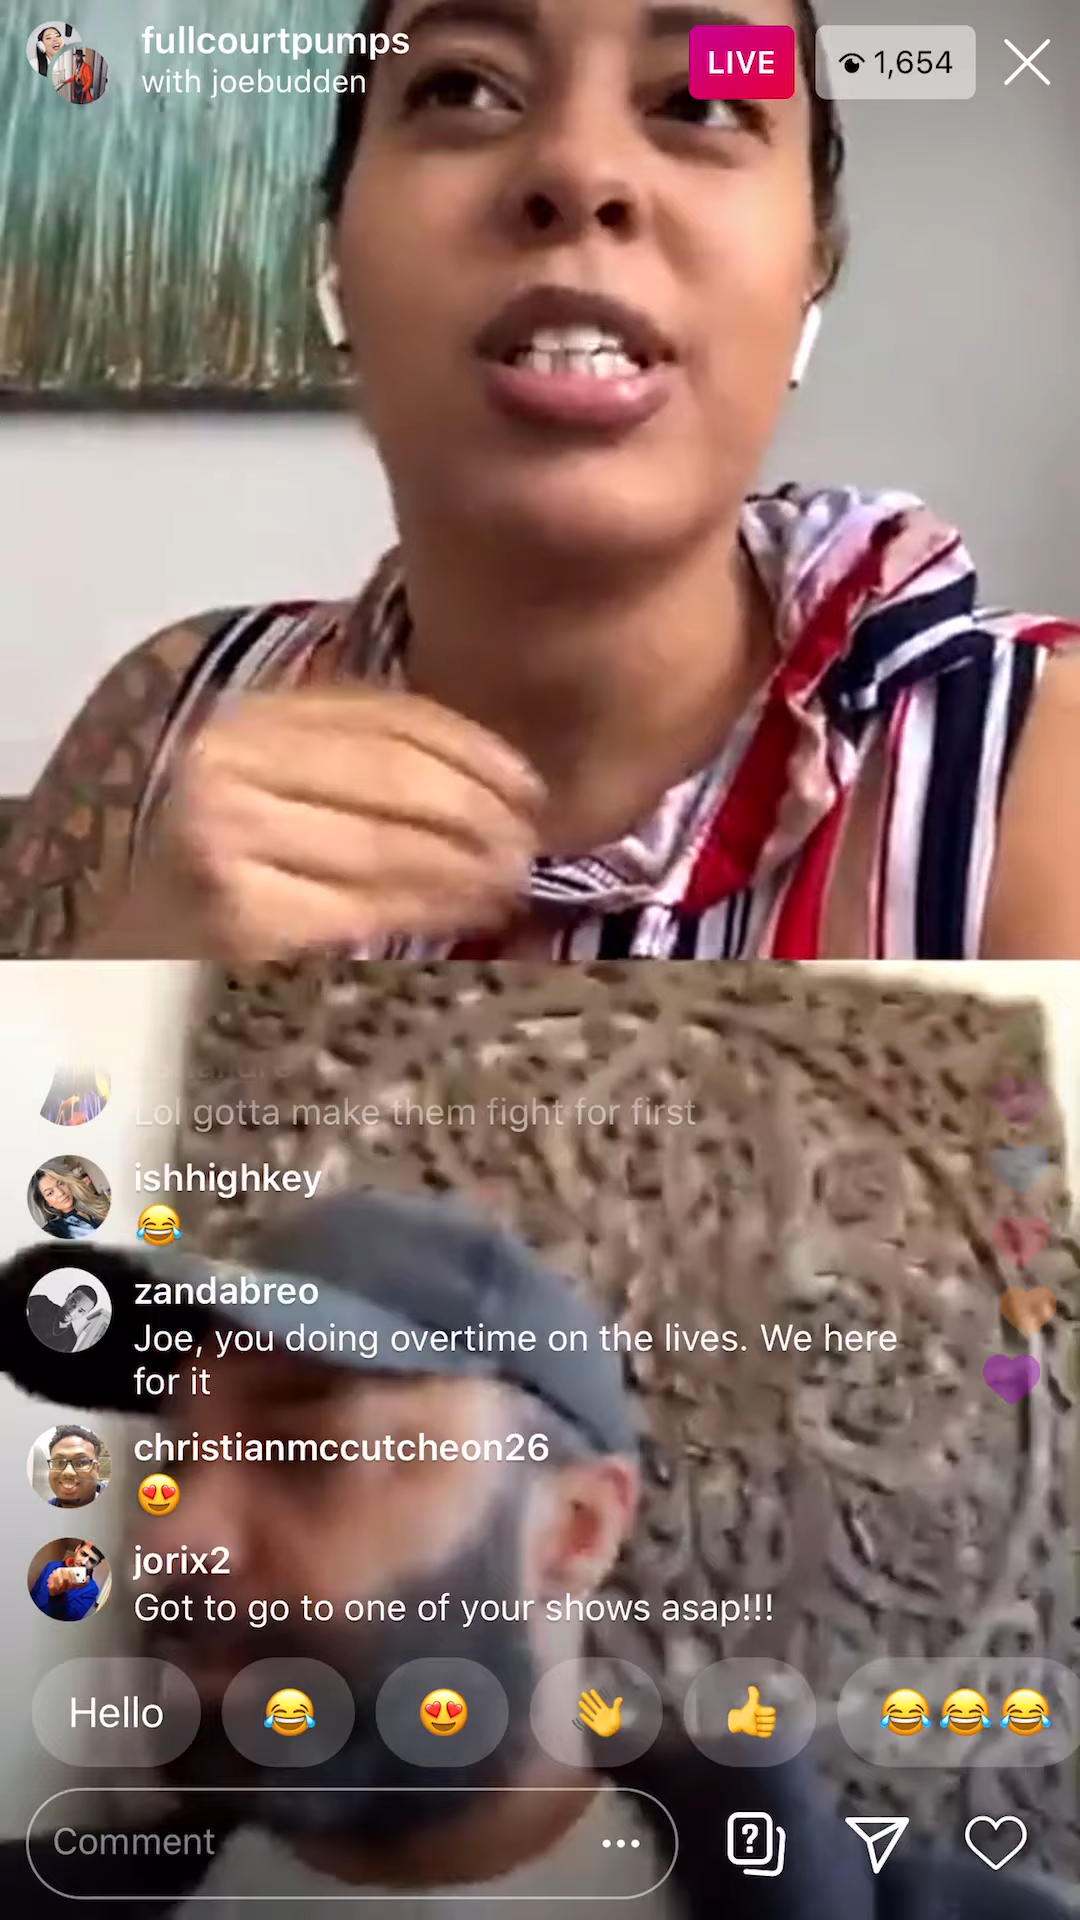 fullcourtpumps
with joebudden
LIVE
1,654
Lol gotta make them fight for first
ishhighkey
😂
zandabreo
Joe, you doing overtime on the lives. We here
for it
christianmccutcheon26
😍
jorix2
Got to go to one of your shows asap!!!
Hello 😂 😍 👋 👍 😂😂😂
Comment